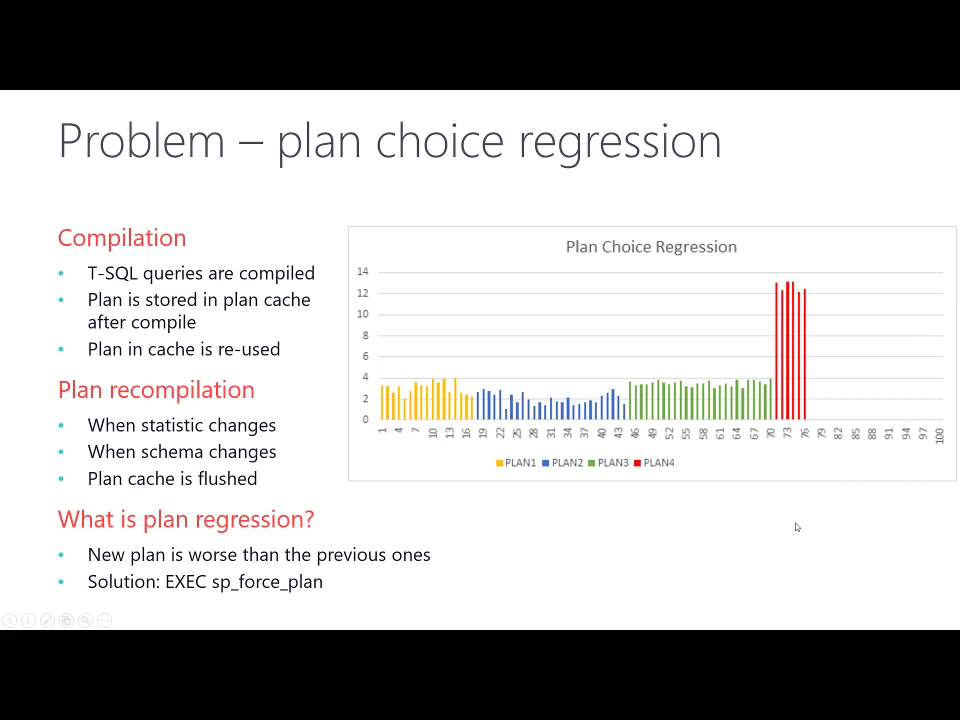 Problem – plan choice regression
Compilation
• T-SQL queries are compiled
• Plan is stored in plan cache
after compile
• Plan in cache is re-used
Plan recompilation
• When statistic changes
• When schema changes
• Plan cache is flushed
What is plan regression?
• New plan is worse than the previous ones
• Solution: EXEC sp_force_plan
Plan Choice Regression
14
12
10
8
6
4
2
0
1 4 7 10 13 16 19 22 25 28 31 34 37 40 43 46 49 52 55 58 61 64 67 70 73 76 79 82 85 88 91 94 97 100
PLAN1 PLAN2 PLAN3 PLAN4